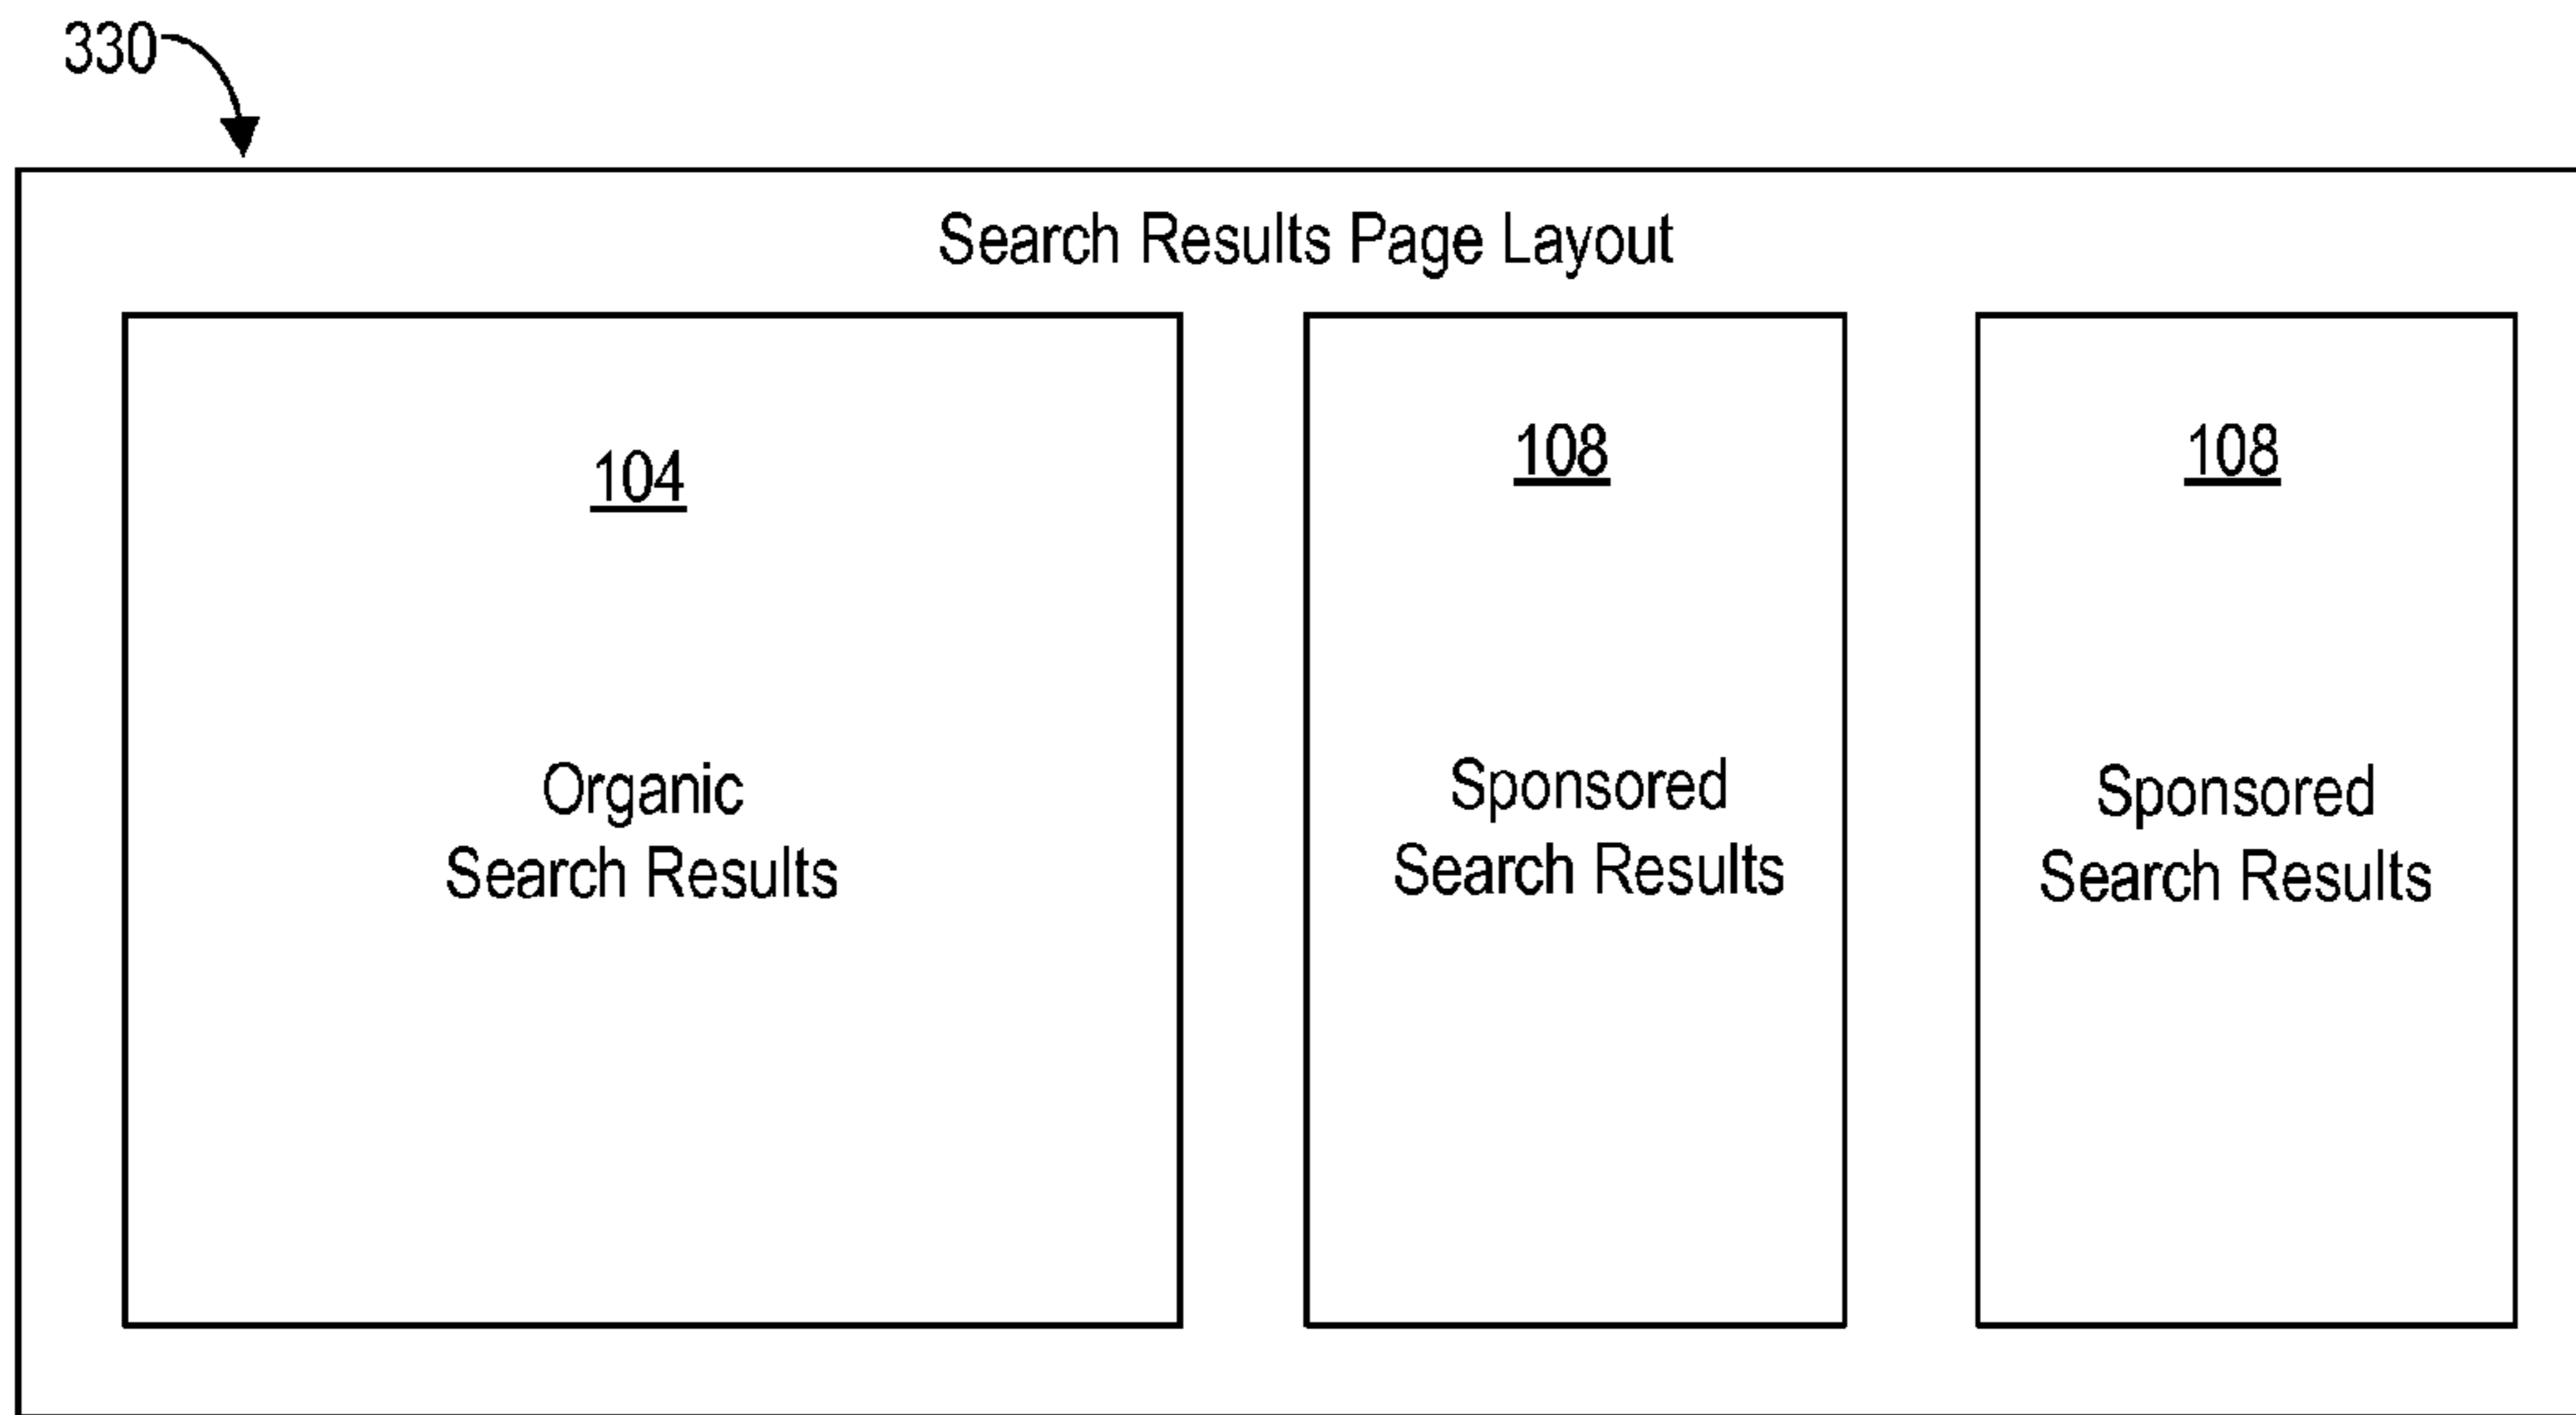 330
Search Results Page Layout
104
Organic
Search Results
108
Sponsored
Search Results
108
Sponsored
Search Results